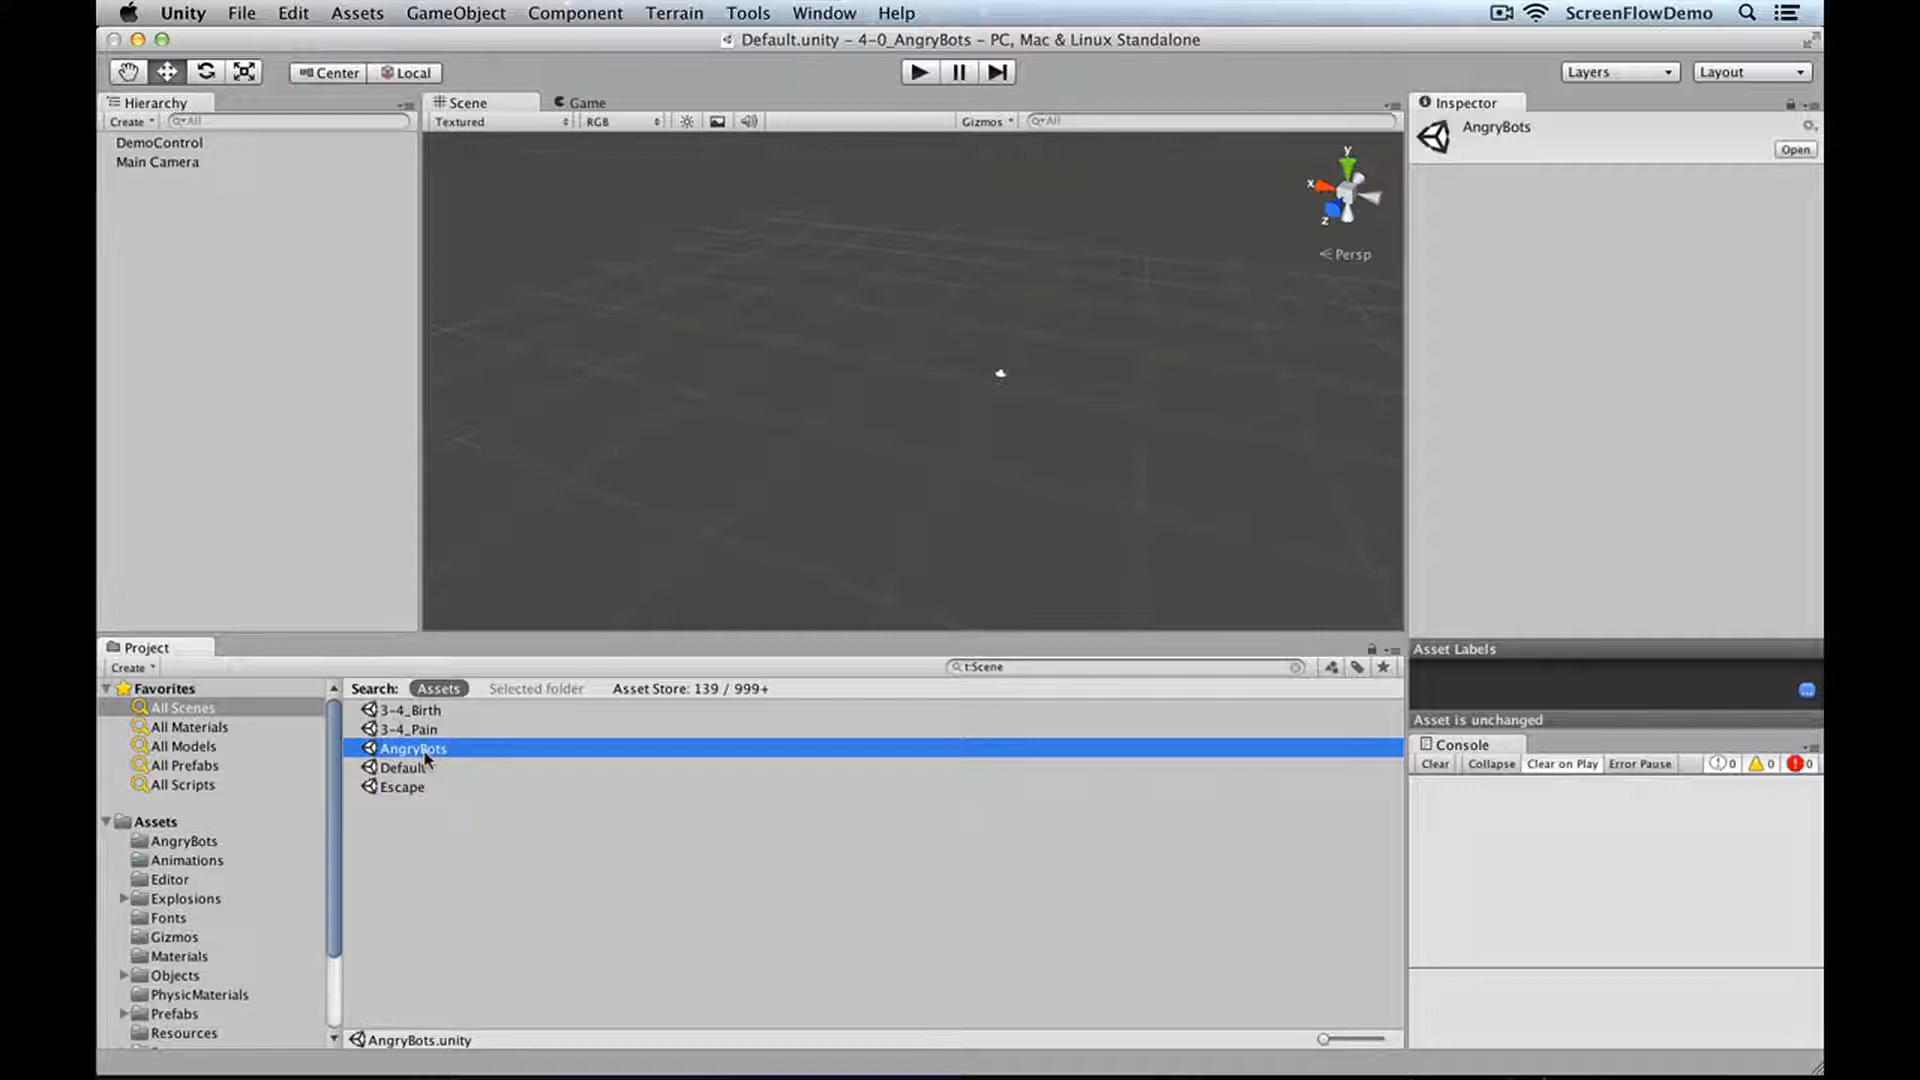 Unity File Edit Assets GameObject Component Terrain Tools Window Help ScreenFlowDemo
Default.unity – 4-0_AngryBots – PC, Mac & Linux Standalone
Center Local Layers Layout
Hierarchy
Create All
DemoControl
Main Camera
Scene Game
Textured RGB Gizmos All
y
x
z
Persp
Inspector
AngryBots
Open
Project
Create t:Scene
Favorites
All Scenes
All Materials
All Models
All Prefabs
All Scripts
Assets
AngryBots
Animations
Editor
Explosions
Fonts
Gizmos
Materials
Objects
PhysicMaterials
Prefabs
Resources
Search: Assets Selected folder Asset Store: 139 / 999+
3-4_Birth
3-4_Pain
AngryBots
Default
Escape
AngryBots.unity
Asset Labels
Asset is unchanged
Console
Clear Collapse Clear on Play Error Pause 0 0 0